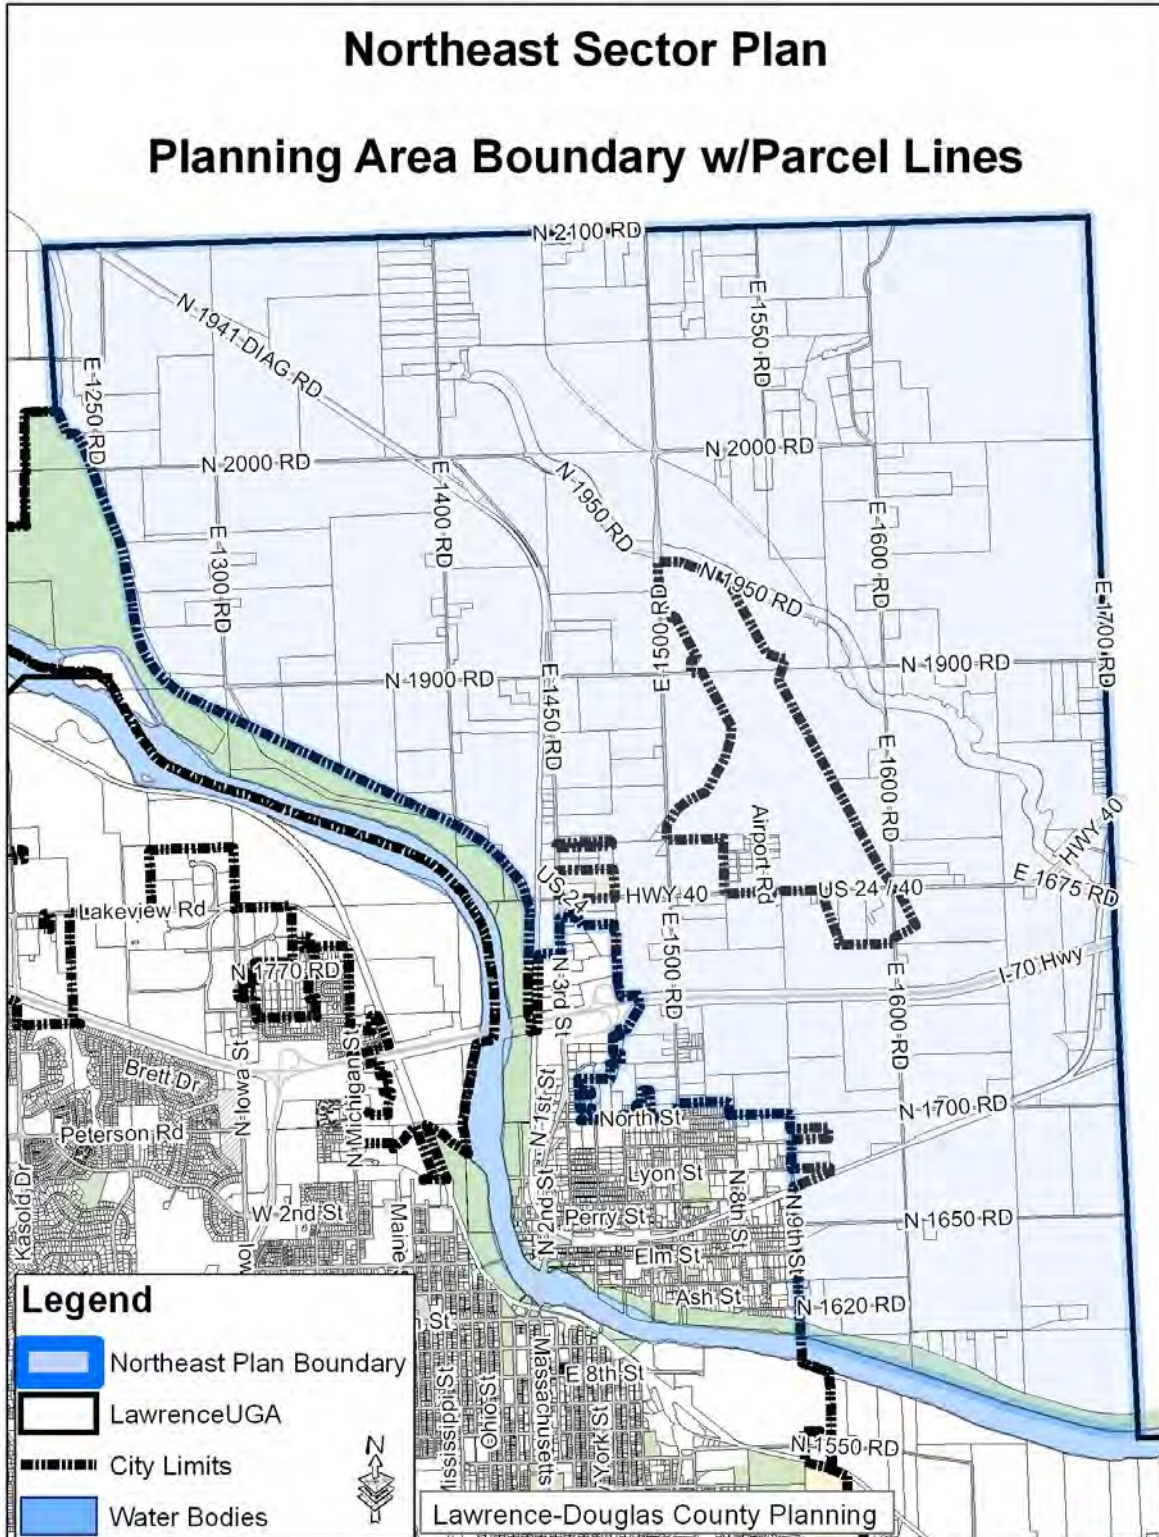 Northeast Sector Plan
Planning Area Boundary w/Parcel Lines
N 2100 RD
E 1550 RD
N 1941 DIAG RD
E 1250 RD
N 2000 RD
N 2000 RD
E 1400 RD
N 1950 RD
E 1300 RD
E 1600 RD
N 1950 RD
E 1500 RD
E 1700 RD
N 1900 RD
N 1900 RD
E 1450 RD
E 1600 RD
Airport Rd
HWY 40
US 24
HWY 40
US 24 / 40
E 1675 RD
Lakeview Rd
E 1500 RD
N 3rd St
N 1770 RD
I-70 Hwy
E 1600 RD
N Iowa St
N Michigan St
Brett Dr
N 1st St
North St
N 1700 RD
Peterson Rd
Kasold Dr
Lyon St
N 8th St
W 2nd St
Maine
N 2nd St
Perry St
N 9th St
N 1650 RD
Elm St
Ash St
N 1620 RD
Legend
Northeast Plan Boundary
LawrenceUGA
City Limits
Water Bodies
N
Mississippi St
Ohio St
Massachusetts
E 8th St
York St
N 1550 RD
Lawrence-Douglas County Planning